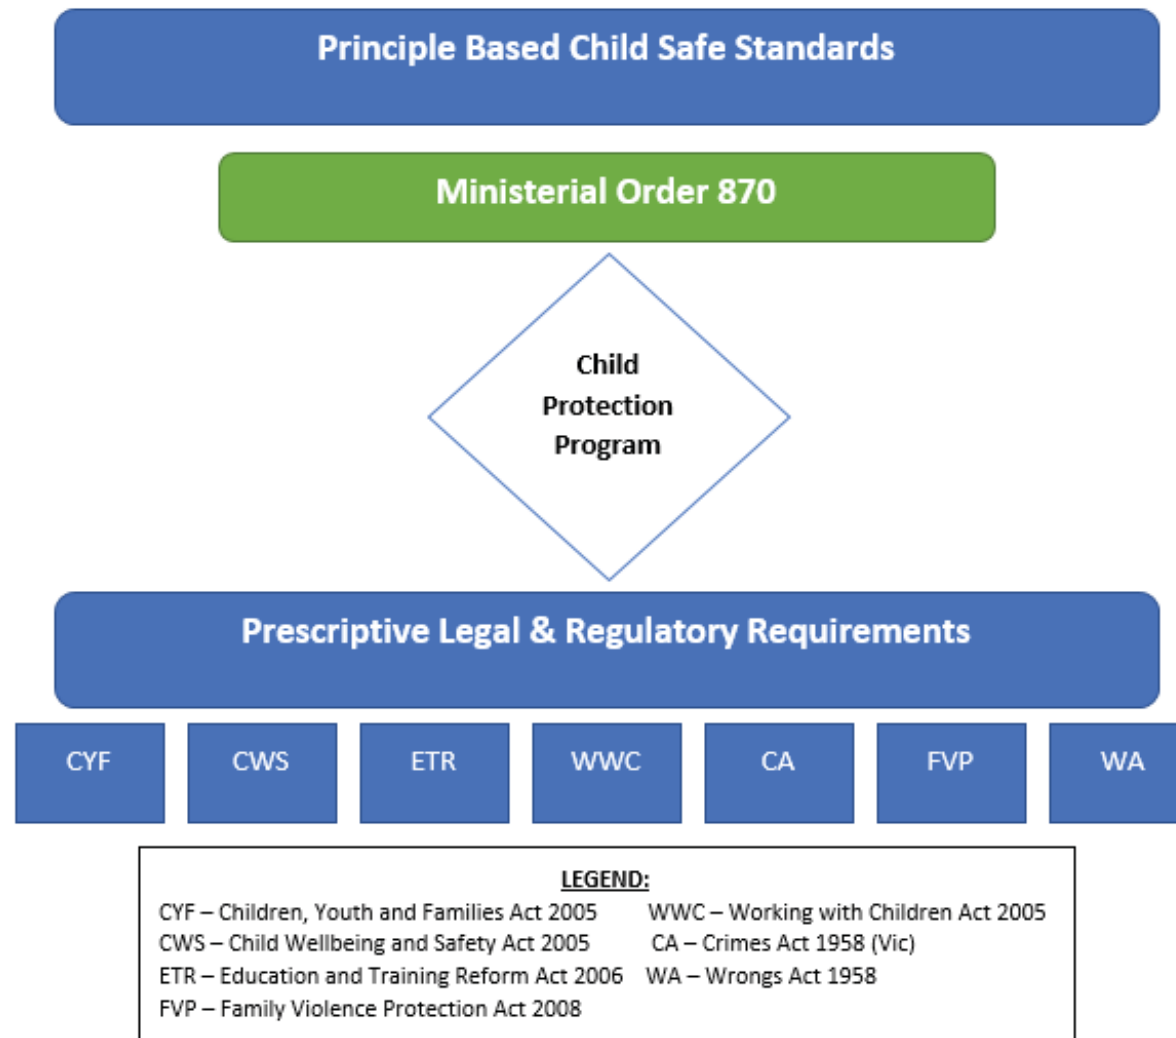 Principle Based Child Safe Standards
Ministerial Order 870
Child
Protection
Program
Prescriptive Legal & Regulatory Requirements
CYF CWS ETR WWC CA FVP WA
LEGEND:
CYF – Children, Youth and Families Act 2005 WWC – Working with Children Act 2005
CWS – Child Wellbeing and Safety Act 2005 CA – Crimes Act 1958 (Vic)
ETR – Education and Training Reform Act 2006 WA – Wrongs Act 1958
FVP – Family Violence Protection Act 2008